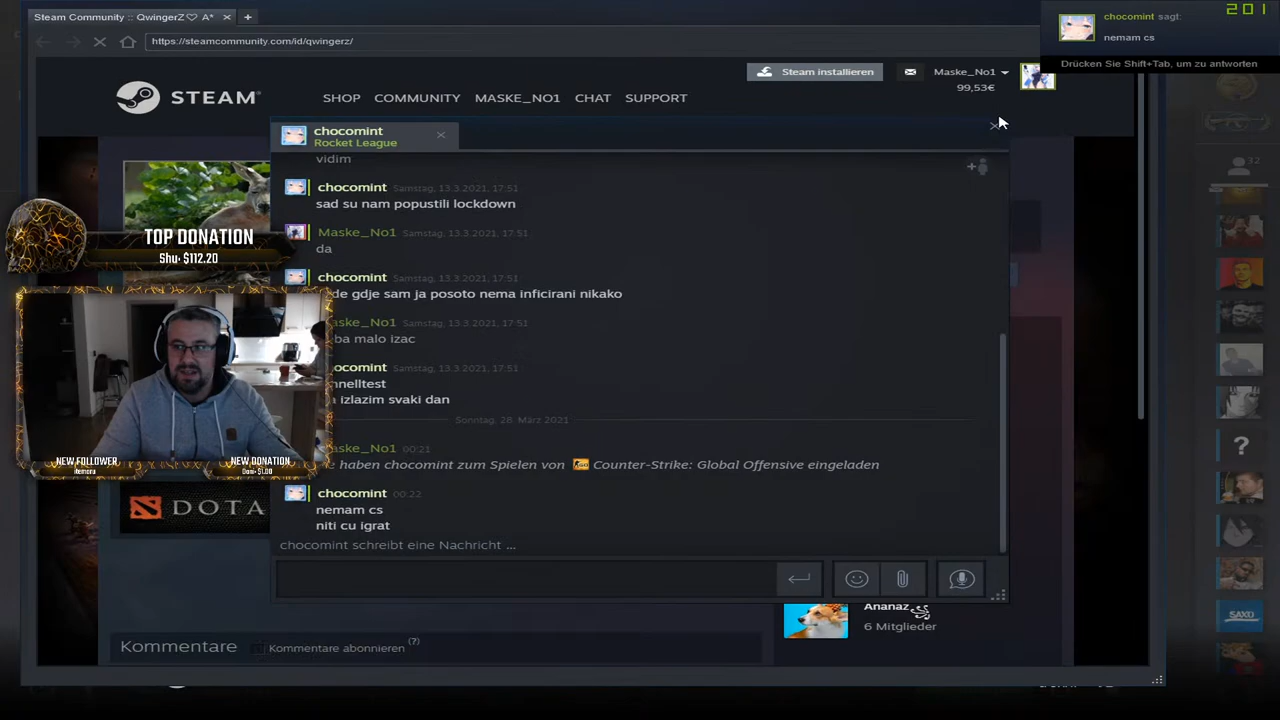 Steam Community :: QwingerZ♡ A* × +
https://steamcommunity.com/id/qwingerz/
chocomint sagt:
nemam cs
Drücken Sie Shift+Tab, um zu antworten
201
STEAM
SHOP COMMUNITY MASKE_NO1 CHAT SUPPORT
Steam installieren
Maske_No1
99,53€
32
chocomint
Rocket League
vidim
chocomint Samstag, 13.3.2021, 17:51
sad su nam popustili lockdown
Maske_No1 Samstag, 13.3.2021, 17:51
da
chocomint Samstag, 13.3.2021, 17:51
de gdje sam ja posoto nema inficirani nikako
aske_No1 Samstag, 13.3.2021, 17:51
ba malo izac
hocomint Samstag, 13.3.2021, 17:51
nnelltest
izlazim svaki dan
Sonntag, 28. März 2021
aske_No1 00:21
haben chocomint zum Spielen von Counter-Strike: Global Offensive eingeladen
chocomint 00:22
nemam cs
niti cu igrat
chocomint schreibt eine Nachricht ...
TOP DONATION
Shu: $112.20
NEW FOLLOWER
NEW DONATION
DOTA
Ananaz
6 Mitglieder
Kommentare
Kommentare abonnieren (?)
?
SAXO